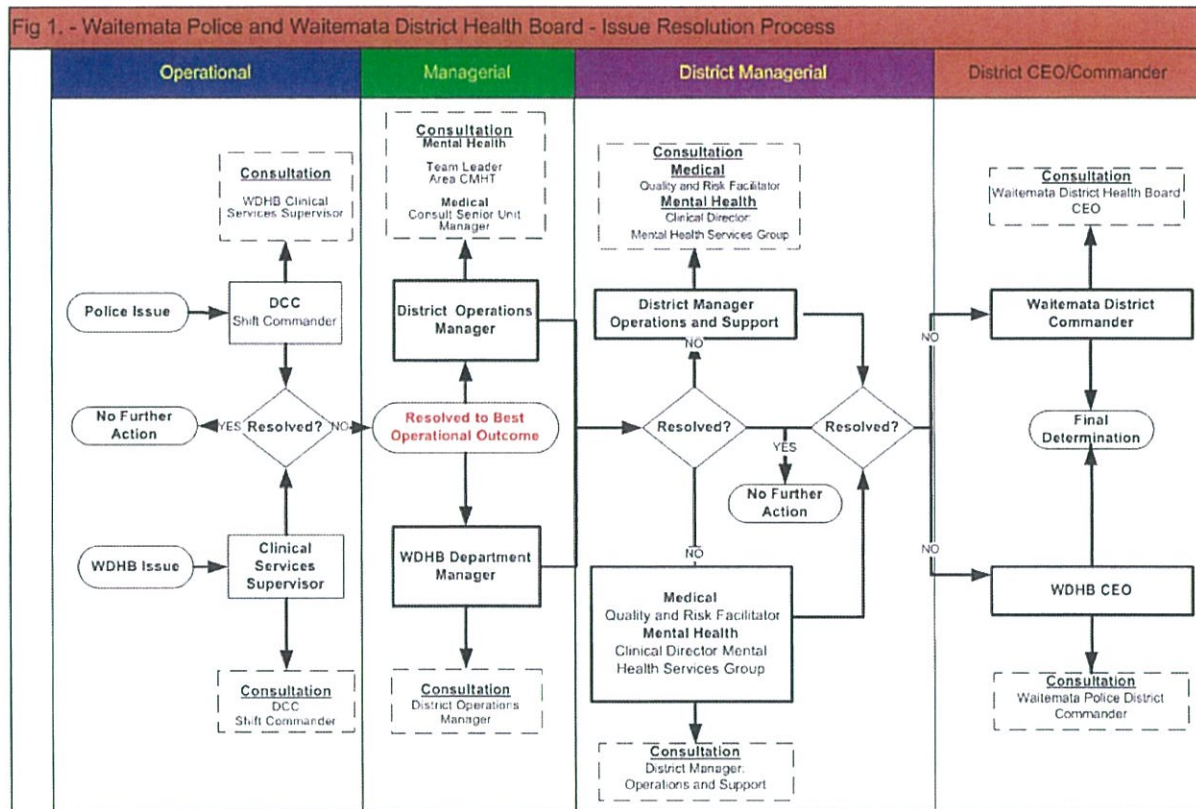 Fig 1. - Waitemata Police and Waitemata District Health Board - Issue Resolution Process
Operational
Managerial
District Managerial
District CEO/Commander
Consultation
WDHB Clinical
Services Supervisor
Police Issue
DCC
Shift Commander
No Further
Action
YES
Resolved?
NO
WDHB Issue
Clinical
Services
Supervisor
Consultation
DCC
Shift Commander
Consultation
Mental Health
Team Leader
Area CMHT
Medical
Consult Senior Unit
Manager
District Operations
Manager
Resolved to Best
Operational Outcome
WDHB Department
Manager
Consultation
District Operations
Manager
Consultation
Medical
Quality and Risk Facilitator
Mental Health
Clinical Director:
Mental Health Services Group
District Manager
Operations and Support
NO
Resolved?
YES
No Further
Action
Resolved?
NO
Medical
Quality and Risk Facilitator
Mental Health
Clinical Director Mental
Health Services Group
Consultation
District Manager:
Operations and Support
Consultation
Waitemata District Health Board
CEO
NO
Waitemata District
Commander
Final
Determination
NO
WDHB CEO
Consultation
Waitemata Police District
Commander